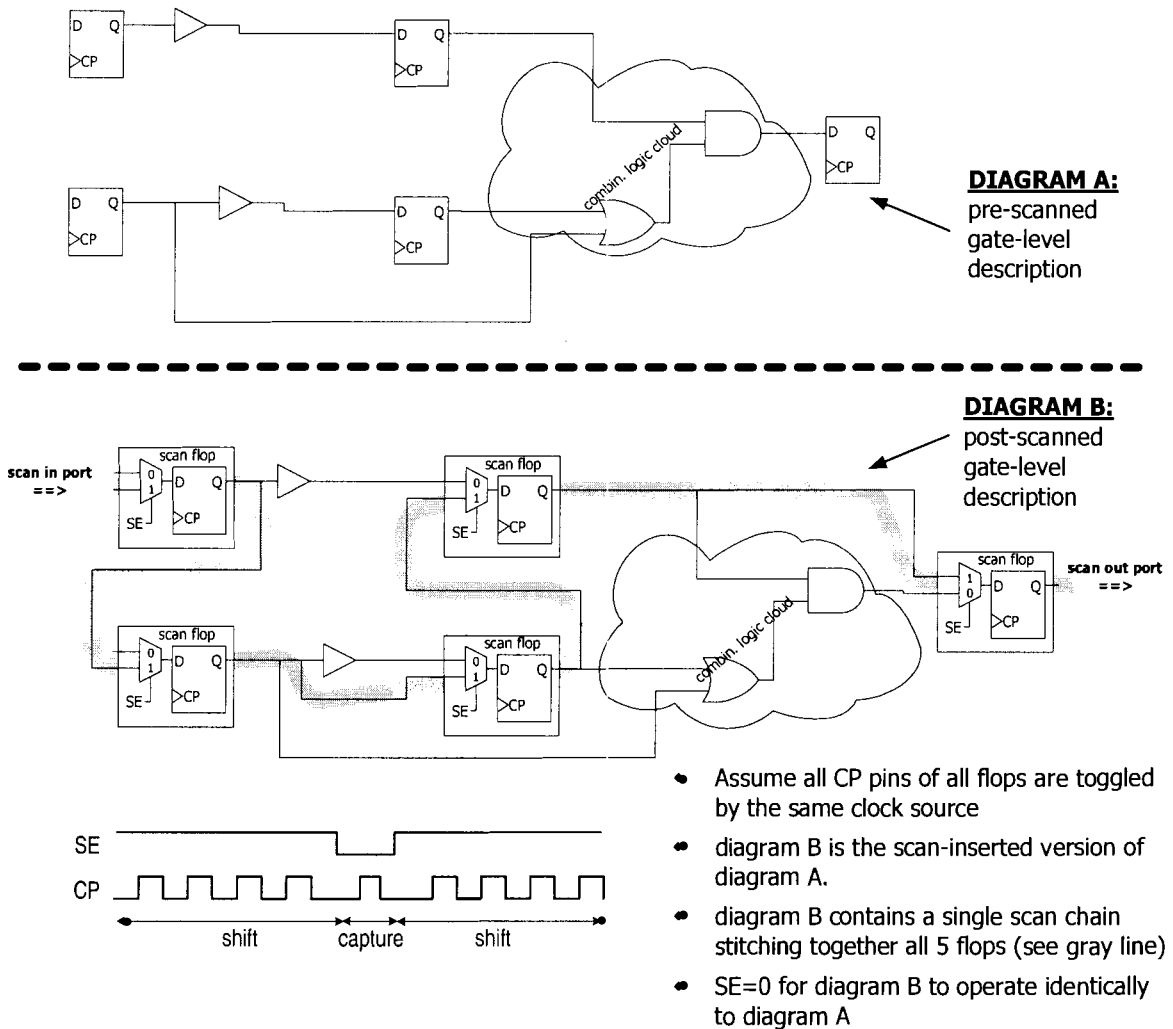 D Q
CP
D Q
CP
combin. logic cloud
D Q
CP
D Q
CP
D Q
CP
DIAGRAM A:
pre-scanned
gate-level
description
DIAGRAM B:
post-scanned
gate-level
description
scan in port
==>
scan flop
0
1
D Q
SE
CP
scan flop
0
1
D Q
SE
CP
scan flop
1
0
D Q
SE
CP
scan out port
==>
scan flop
0
1
D Q
SE
CP
scan flop
0
1
D Q
SE
CP
combin. logic cloud
SE
CP
shift capture shift
• Assume all CP pins of all flops are toggled
by the same clock source
• diagram B is the scan-inserted version of
diagram A.
• diagram B contains a single scan chain
stitching together all 5 flops (see gray line)
• SE=0 for diagram B to operate identically
to diagram A